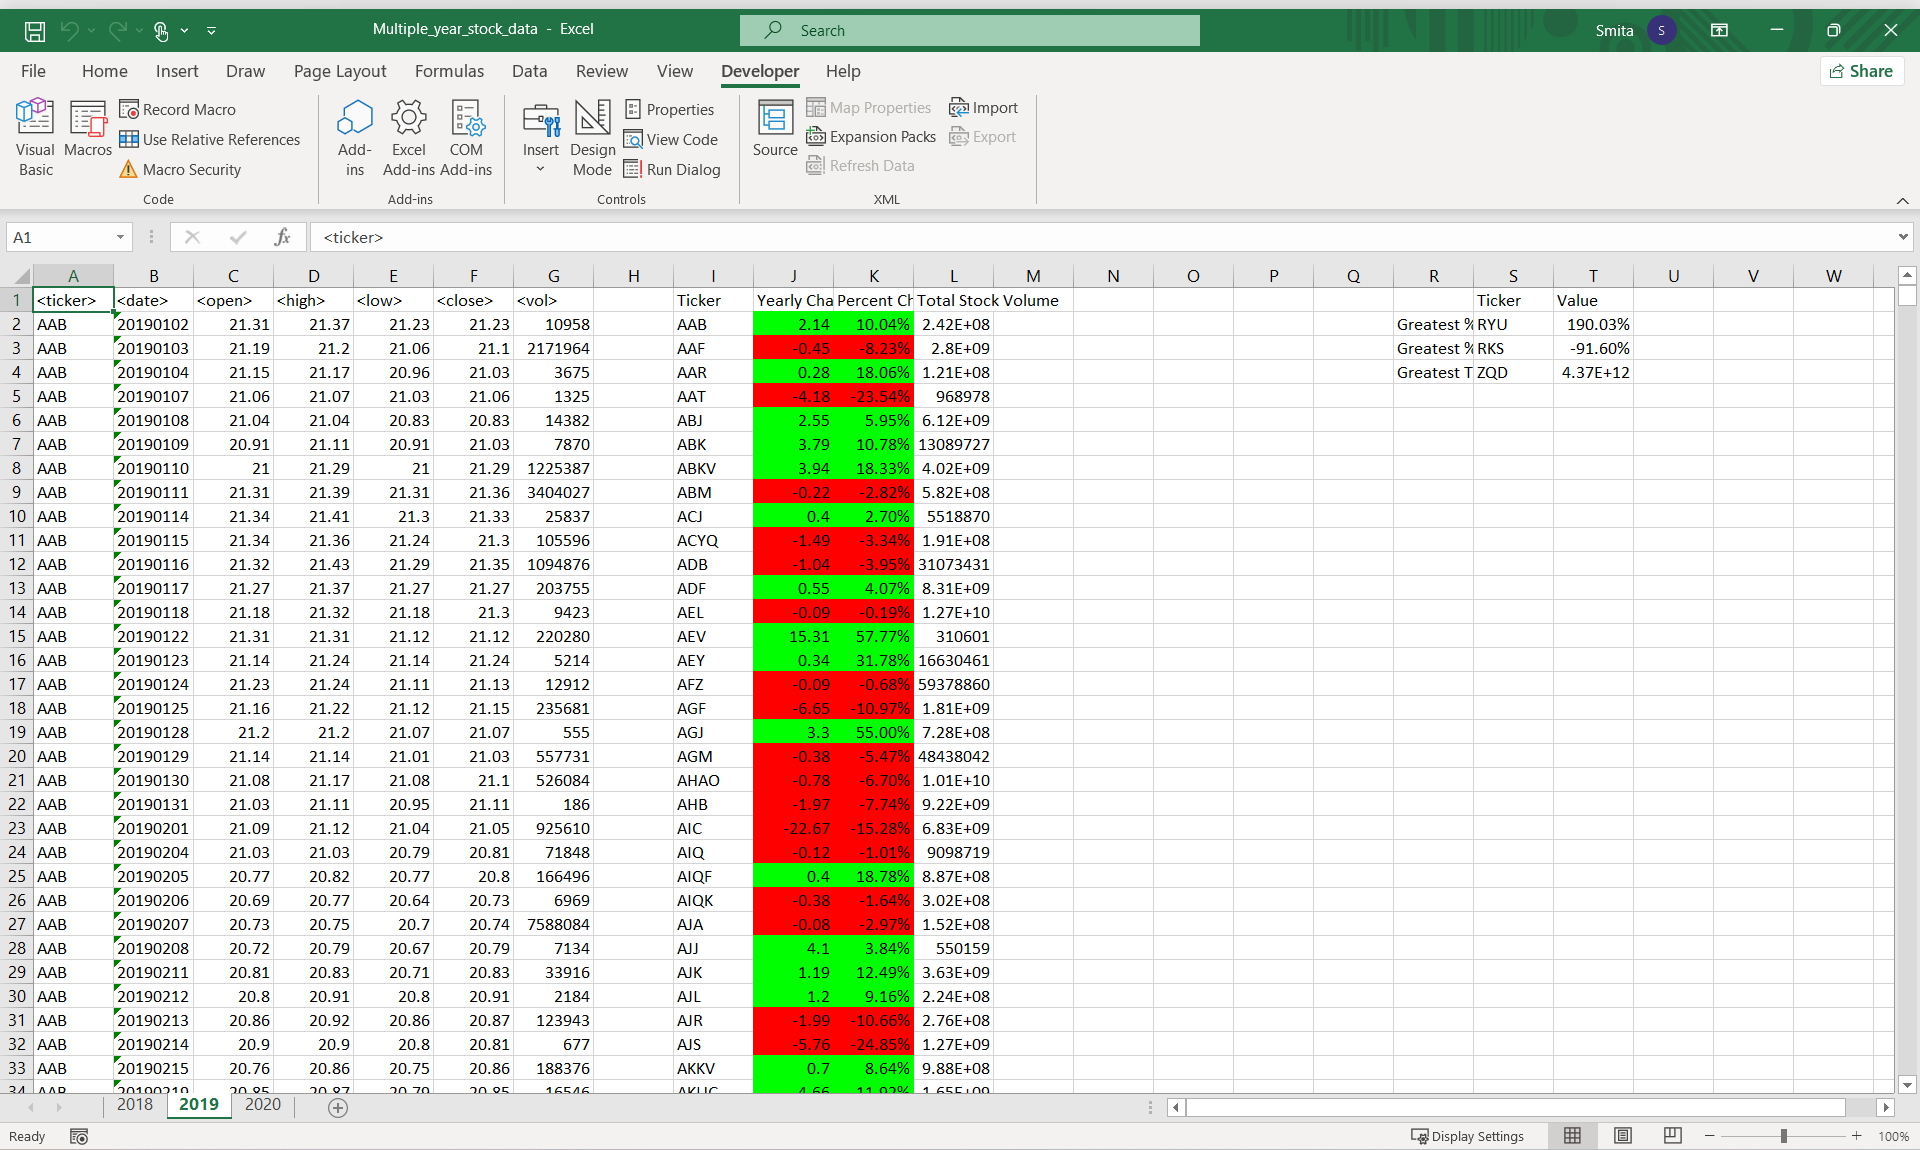 Multiple_year_stock_data - Excel
Search
Smita
S
File Home Insert Draw Page Layout Formulas Data Review View Developer Help
Share
Visual Basic
Macros
Record Macro
Use Relative References
Macro Security
Code
Add-ins
Excel Add-ins
COM Add-ins
Add-ins
Insert
Design Mode
Properties
View Code
Run Dialog
Controls
Source
Map Properties
Expansion Packs
Refresh Data
Import
Export
XML
A1
fx
<ticker>
A B C D E F G H I J K L M N O P Q R S T U V W
1 <ticker> <date> <open> <high> <low> <close> <vol> Ticker Yearly Cha Percent Ch Total Stock Volume Ticker Value
2 AAB 20190102 21.31 21.37 21.23 21.23 10958 AAB 2.14 10.04% 2.42E+08 Greatest % RYU 190.03%
3 AAB 20190103 21.19 21.2 21.06 21.1 2171964 AAF -0.45 -8.23% 2.8E+09 Greatest % RKS -91.60%
4 AAB 20190104 21.15 21.17 20.96 21.03 3675 AAR 0.28 18.06% 1.21E+08 Greatest T ZQD 4.37E+12
5 AAB 20190107 21.06 21.07 21.03 21.06 1325 AAT -4.18 -23.54% 968978
6 AAB 20190108 21.04 21.04 20.83 20.83 14382 ABJ 2.55 5.95% 6.12E+09
7 AAB 20190109 20.91 21.11 20.91 21.03 7870 ABK 3.79 10.78% 13089727
8 AAB 20190110 21 21.29 21 21.29 1225387 ABKV 3.94 18.33% 4.02E+09
9 AAB 20190111 21.31 21.39 21.31 21.36 3404027 ABM -0.22 -2.82% 5.82E+08
10 AAB 20190114 21.34 21.41 21.3 21.33 25837 ACJ 0.4 2.70% 5518870
11 AAB 20190115 21.34 21.36 21.24 21.3 105596 ACYQ -1.49 -3.34% 1.91E+08
12 AAB 20190116 21.32 21.43 21.29 21.35 1094876 ADB -1.04 -3.95% 31073431
13 AAB 20190117 21.27 21.37 21.27 21.27 203755 ADF 0.55 4.07% 8.31E+09
14 AAB 20190118 21.18 21.32 21.18 21.3 9423 AEL -0.09 -0.19% 1.27E+10
15 AAB 20190122 21.31 21.31 21.12 21.12 220280 AEV 15.31 57.77% 310601
16 AAB 20190123 21.14 21.24 21.14 21.24 5214 AEY 0.34 31.78% 16630461
17 AAB 20190124 21.23 21.24 21.11 21.13 12912 AFZ -0.09 -0.68% 59378860
18 AAB 20190125 21.16 21.22 21.12 21.15 235681 AGF -6.65 -10.97% 1.81E+09
19 AAB 20190128 21.2 21.2 21.07 21.07 555 AGJ 3.3 55.00% 7.28E+08
20 AAB 20190129 21.14 21.14 21.01 21.03 557731 AGM -0.38 -5.47% 48438042
21 AAB 20190130 21.08 21.17 21.08 21.1 526084 AHAO -0.78 -6.70% 1.01E+10
22 AAB 20190131 21.03 21.11 20.95 21.11 186 AHB -1.97 -7.74% 9.22E+09
23 AAB 20190201 21.09 21.12 21.04 21.05 925610 AIC -22.67 -15.28% 6.83E+09
24 AAB 20190204 21.03 21.03 20.79 20.81 71848 AIQ -0.12 -1.01% 9098719
25 AAB 20190205 20.77 20.82 20.77 20.8 166496 AIQF 0.4 18.78% 8.87E+08
26 AAB 20190206 20.69 20.77 20.64 20.73 6969 AIQK -0.38 -1.64% 3.02E+08
27 AAB 20190207 20.73 20.75 20.7 20.74 7588084 AJA -0.08 -2.97% 1.52E+08
28 AAB 20190208 20.72 20.79 20.67 20.79 7134 AJJ 4.1 3.84% 550159
29 AAB 20190211 20.81 20.83 20.71 20.83 33916 AJK 1.19 12.49% 3.63E+09
30 AAB 20190212 20.8 20.91 20.8 20.91 2184 AJL 1.2 9.16% 2.24E+08
31 AAB 20190213 20.86 20.92 20.86 20.87 123943 AJR -1.99 -10.66% 2.76E+08
32 AAB 20190214 20.9 20.9 20.8 20.81 677 AJS -5.76 -24.85% 1.27E+09
33 AAB 20190215 20.76 20.86 20.75 20.86 188376 AKKV 0.7 8.64% 9.88E+08
34 AAB 20190219 20.85 20.87 20.79 20.85 16546
2018 2019 2020
Ready
Display Settings
100%